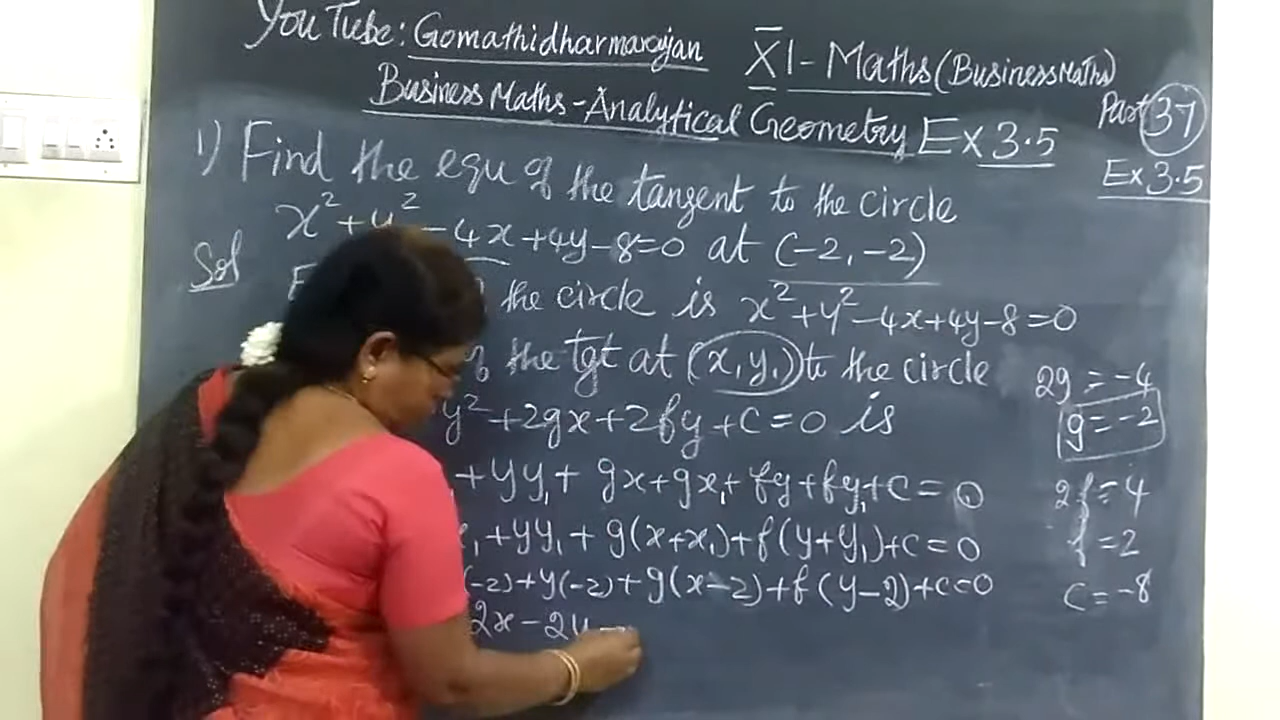 YouTube: Gomathidharmarajan XI - Maths (Business Maths)
Business Maths - Analytical Geometry Ex 3.5
Part 37
Ex 3.5
1) Find the equ of the tangent to the circle
x² + y² - 4x + 4y - 8 = 0 at (-2, -2)
Sol
the circle is x² + y² - 4x + 4y - 8 = 0
of the tgt at (x₁ y₁) to the circle
y² + 2gx + 2fy + c = 0 is
+ yy₁ + gx + gx₁ + fy + fy₁ + c = 0
+ yy₁ + g(x + x₁) + f(y + y₁) + c = 0
(-2) + y(-2) + g(x - 2) + f(y - 2) + c = 0
2x - 2y -
2g = -4
g = -2
2f = 4
f = 2
c = -8